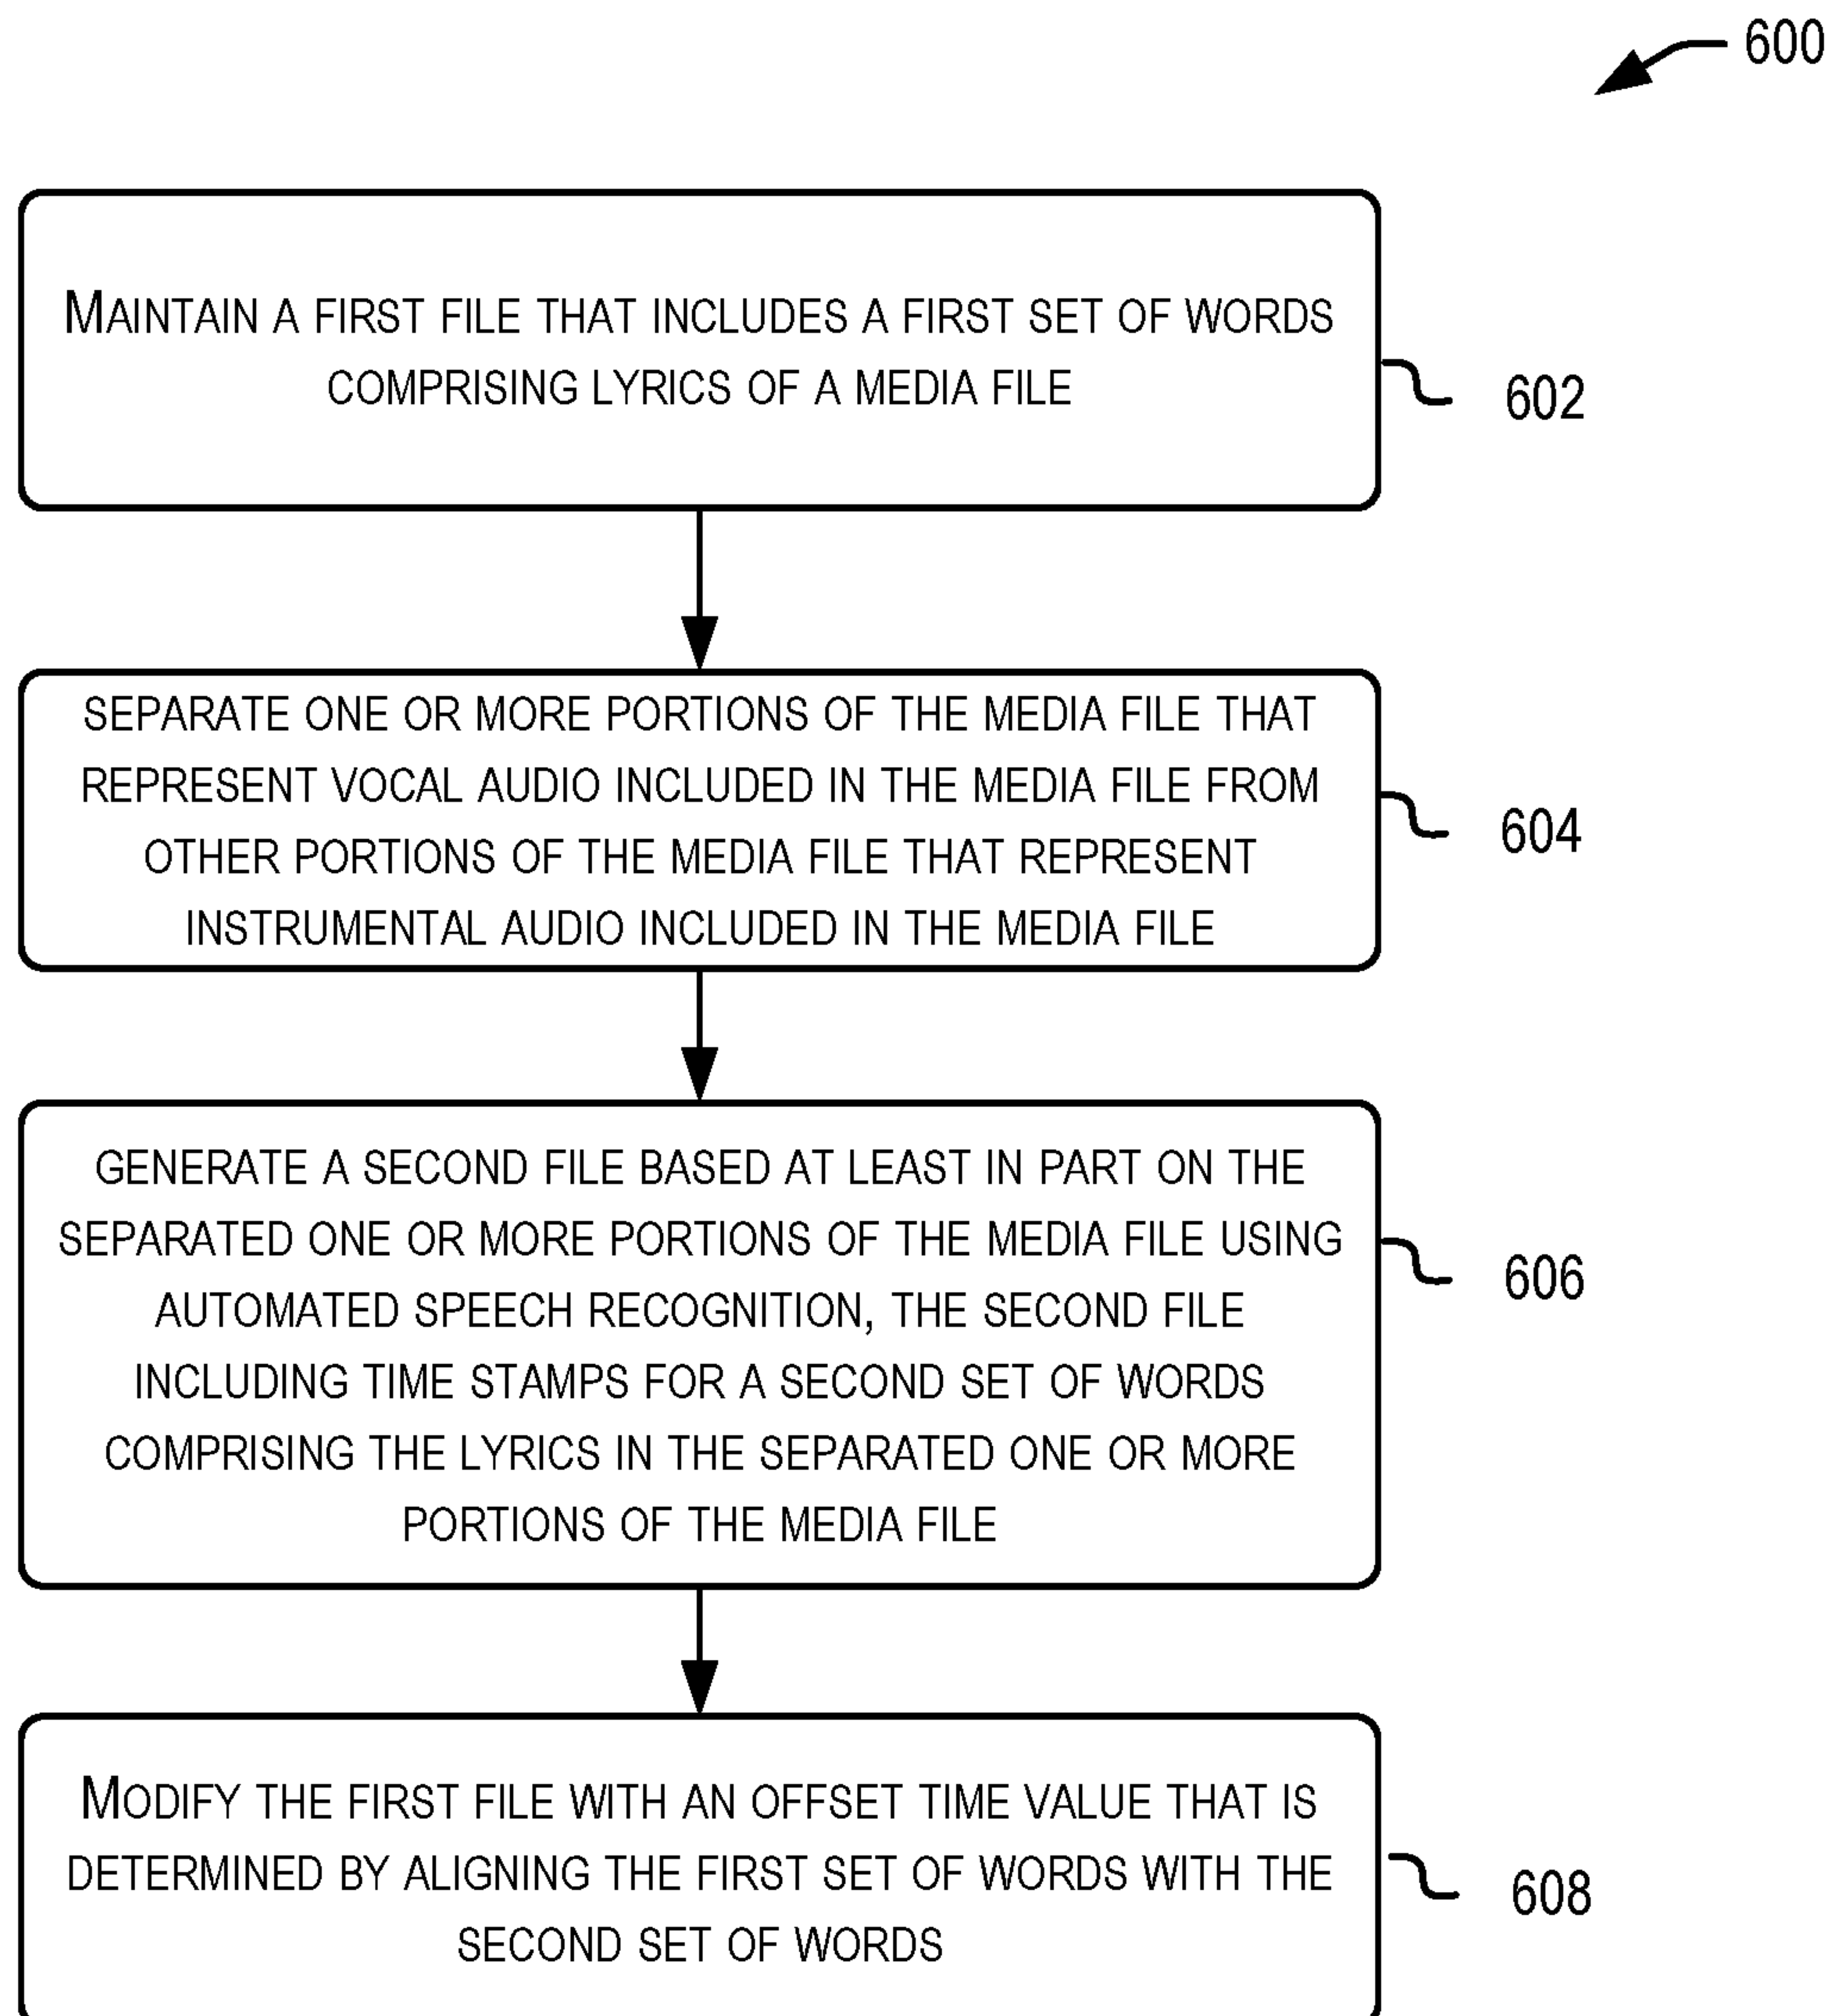 600
MAINTAIN A FIRST FILE THAT INCLUDES A FIRST SET OF WORDS
COMPRISING LYRICS OF A MEDIA FILE
602
SEPARATE ONE OR MORE PORTIONS OF THE MEDIA FILE THAT
REPRESENT VOCAL AUDIO INCLUDED IN THE MEDIA FILE FROM
OTHER PORTIONS OF THE MEDIA FILE THAT REPRESENT
INSTRUMENTAL AUDIO INCLUDED IN THE MEDIA FILE
604
GENERATE A SECOND FILE BASED AT LEAST IN PART ON THE
SEPARATED ONE OR MORE PORTIONS OF THE MEDIA FILE USING
AUTOMATED SPEECH RECOGNITION, THE SECOND FILE
INCLUDING TIME STAMPS FOR A SECOND SET OF WORDS
COMPRISING THE LYRICS IN THE SEPARATED ONE OR MORE
PORTIONS OF THE MEDIA FILE
606
MODIFY THE FIRST FILE WITH AN OFFSET TIME VALUE THAT IS
DETERMINED BY ALIGNING THE FIRST SET OF WORDS WITH THE
SECOND SET OF WORDS
608